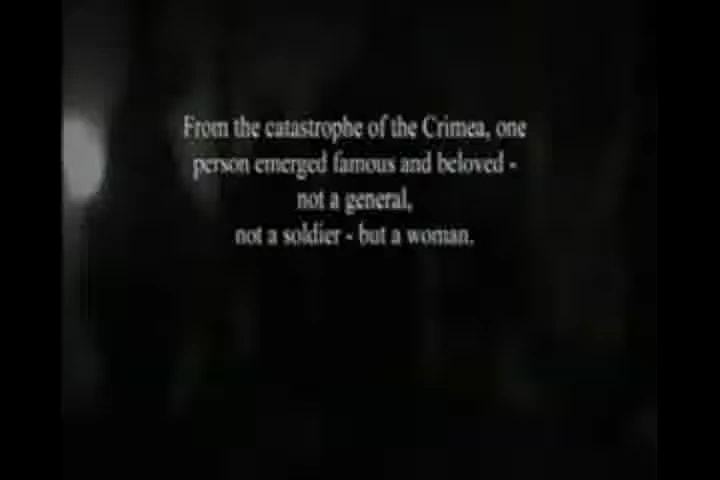 From the catastrophe of the Crimea, one
person emerged famous and beloved -
not a general,
not a soldier - but a woman.